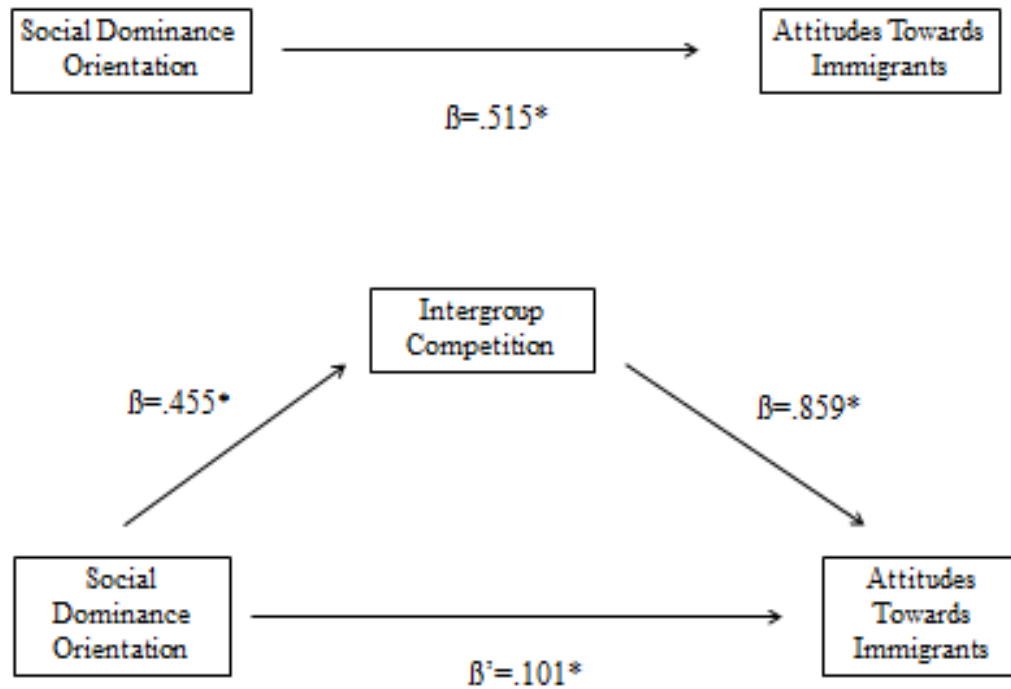 Social Dominance
Orientation
Attitudes Towards
Immigrants
ß=.515*
Intergroup
Competition
ß=.455*
ß=.859*
Social
Dominance
Orientation
Attitudes
Towards
Immigrants
ß'=.101*